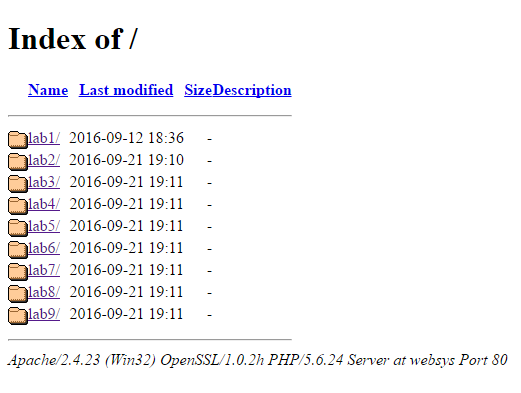 Index of /
Name Last modified Size Description
lab1/ 2016-09-12 18:36 -
lab2/ 2016-09-21 19:10 -
lab3/ 2016-09-21 19:11 -
lab4/ 2016-09-21 19:11 -
lab5/ 2016-09-21 19:11 -
lab6/ 2016-09-21 19:11 -
lab7/ 2016-09-21 19:11 -
lab8/ 2016-09-21 19:11 -
lab9/ 2016-09-21 19:11 -
Apache/2.4.23 (Win32) OpenSSL/1.0.2h PHP/5.6.24 Server at websys Port 80